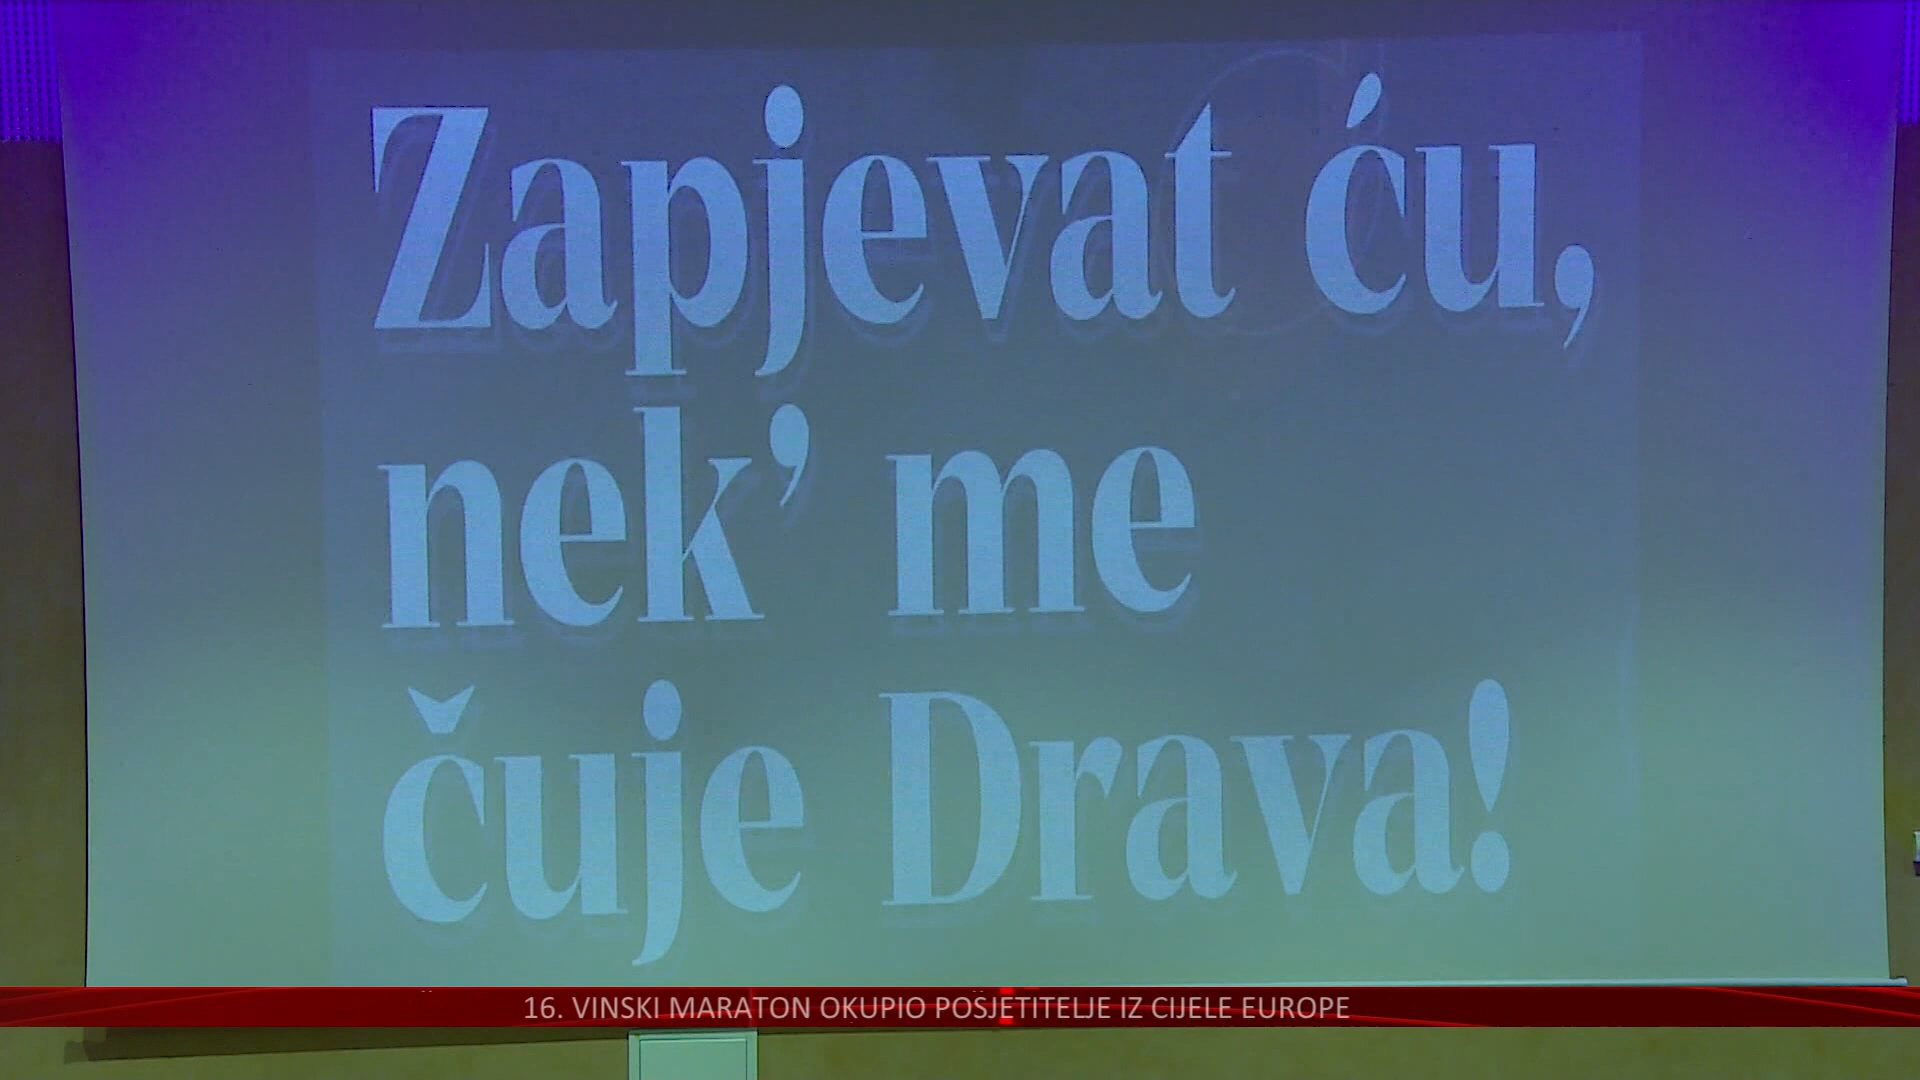 Zapjevat ću,
nek’ me
čuje Drava!
16. VINSKI MARATON OKUPIO POSJETITELJE IZ CIJELE EUROPE